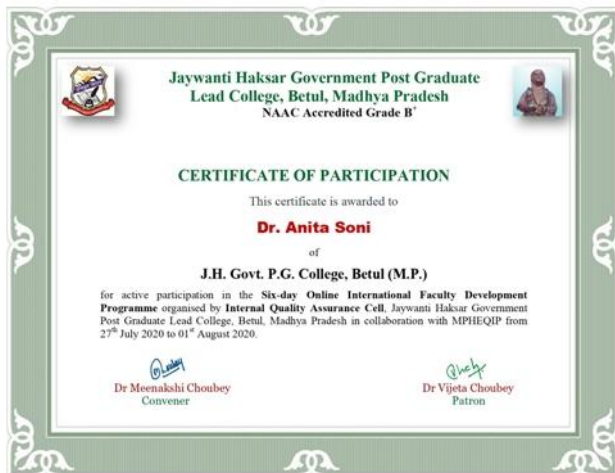 Jaywanti Haksar Government Post Graduate
Lead College, Betul, Madhya Pradesh
NAAC Accredited Grade B+
CERTIFICATE OF PARTICIPATION
This certificate is awarded to
Dr. Anita Soni
of
J.H. Govt. P.G. College, Betul (M.P.)
for active participation in the Six-day Online International Faculty Development
Programme organised by Internal Quality Assurance Cell, Jaywanti Haksar Government
Post Graduate Lead College, Betul, Madhya Pradesh in collaboration with MPHEQIP from
27th July 2020 to 01st August 2020.
Dr Meenakshi Choubey
Convener
Dr Vijeta Choubey
Patron